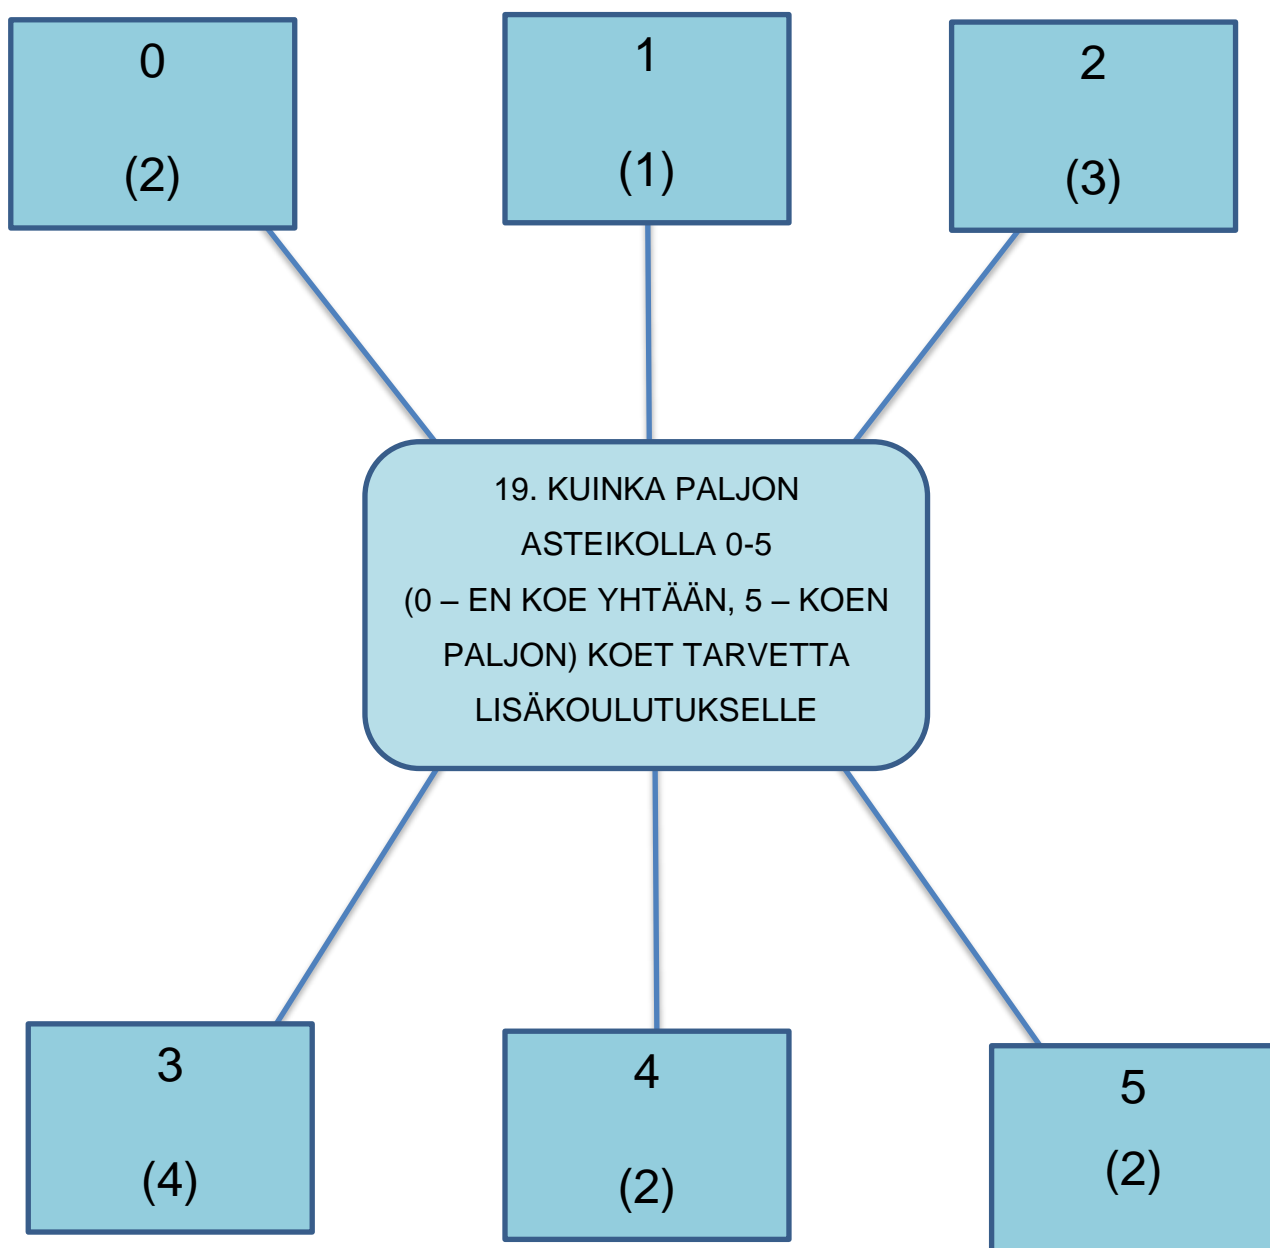 0
(2)
1
(1)
2
(3)
19. KUINKA PALJON
ASTEIKOLLA 0-5
(0 – EN KOE YHTÄÄN, 5 – KOEN
PALJON) KOET TARVETTA
LISÄKOULUTUKSELLE
3
(4)
4
(2)
5
(2)